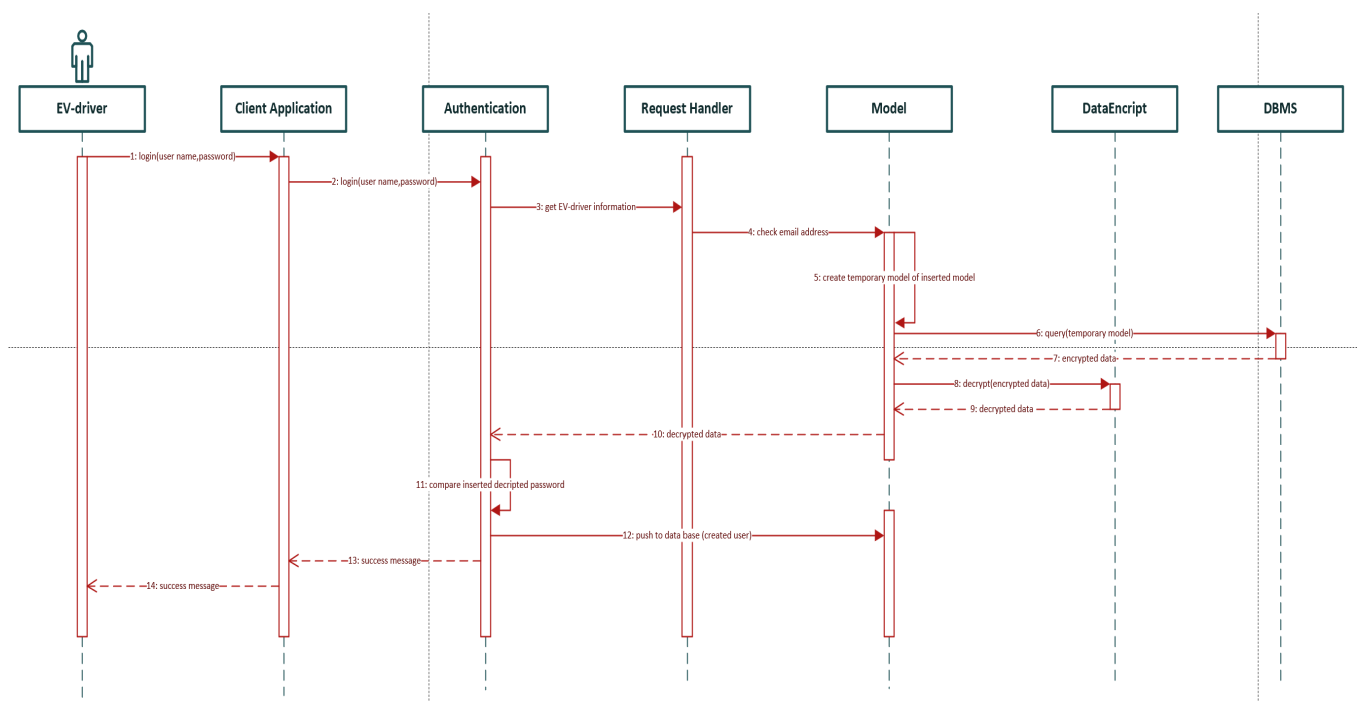 EV-driver
Client Application
Authentication
Request Handler
Model
DataEncript
DBMS
1: login(user name,password)
2: login(user name,password)
3: get EV-driver information
4: check email address
5: create temporary model of inserted model
6: query(temporary model)
7: encrypted data
8: decrypt(encrypted data)
9: decrypted data
10: decrypted data
11: compare inserted decripted password
12: push to data base (created user)
13: success message
14: success message